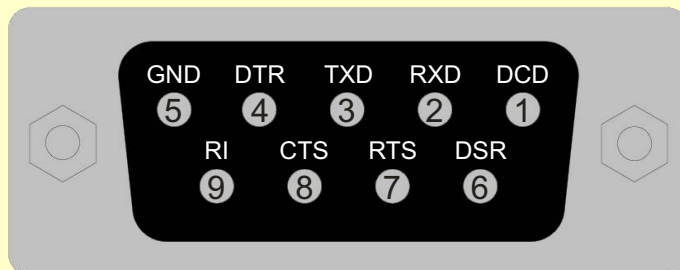 GND DTR TXD RXD DCD
5 4 3 2 1
RI CTS RTS DSR
9 8 7 6